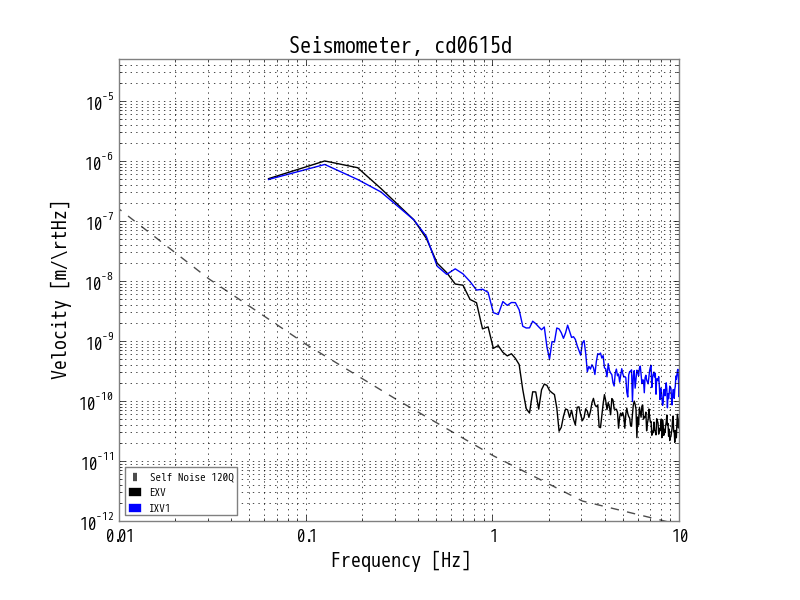 Seismometer, cd0615d
Velocity [m/\rtHz]
10^-5
10^-6
10^-7
10^-8
10^-9
10^-10
10^-11
10^-12
Self Noise 120Q
EXV
IXV1
0.01
0.1
1
10
Frequency [Hz]